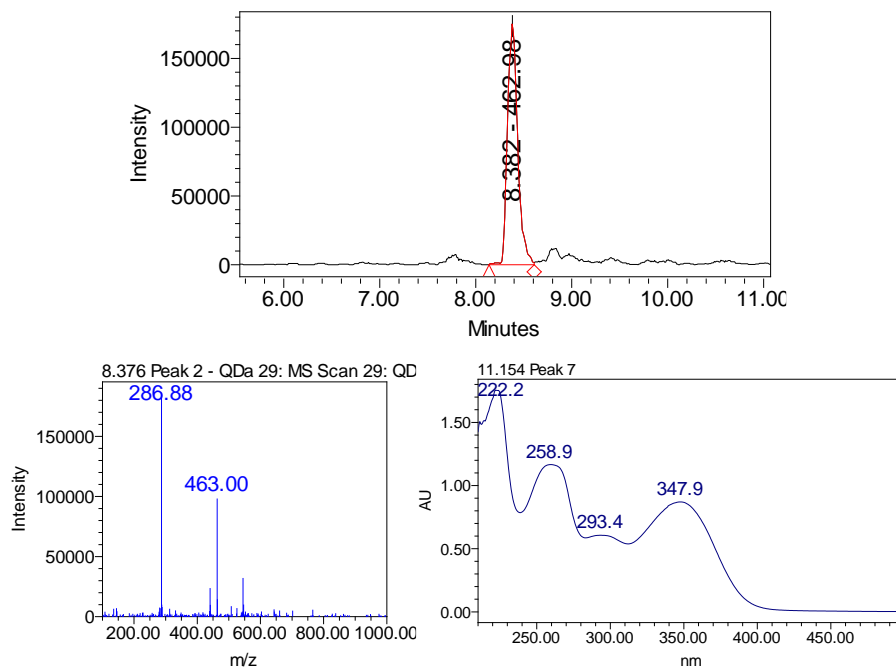 Intensity
150000
100000
50000
0
8.382 - 462.98
6.00 7.00 8.00 9.00 10.00 11.00
Minutes
8.376 Peak 2 - QDa 29: MS Scan 29: QD
Intensity
150000
100000
50000
0
286.88
463.00
200.00 400.00 600.00 800.00 1000.00
m/z
11.154 Peak 7
AU
1.50
1.00
0.50
0.00
222.2
258.9
293.4
347.9
250.00 300.00 350.00 400.00 450.00
nm